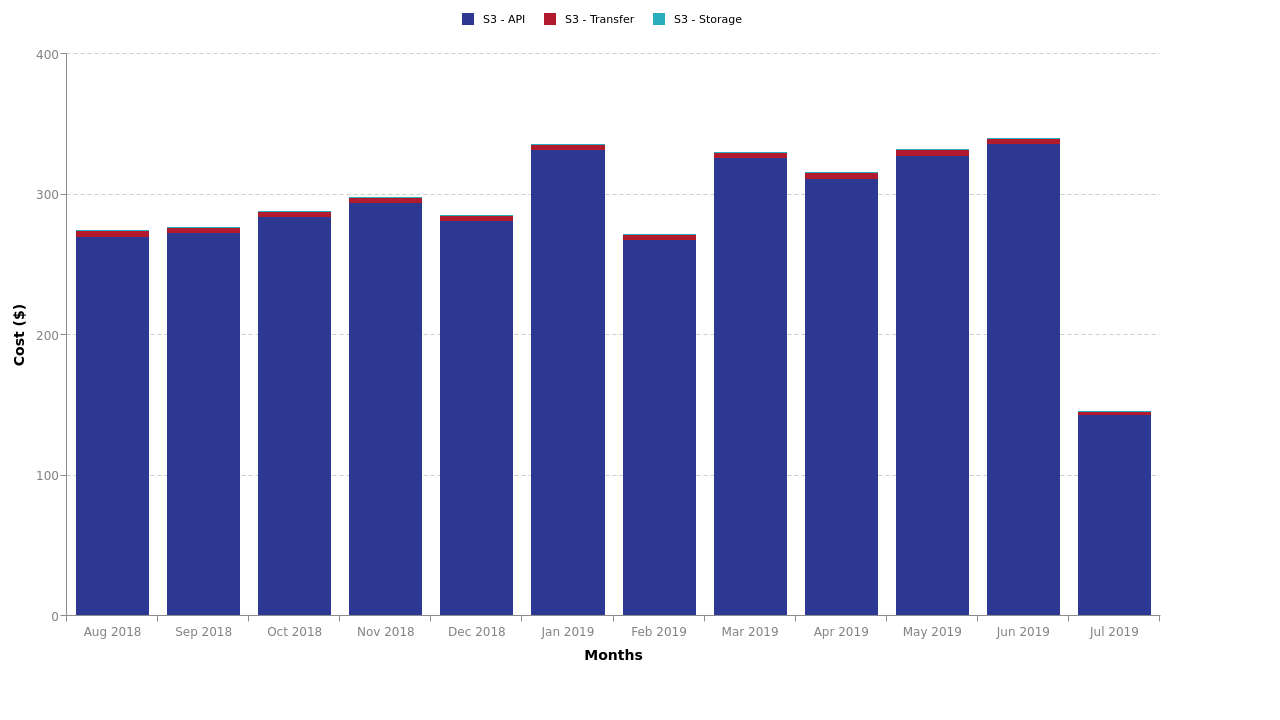 S3 - API S3 - Transfer S3 - Storage
400
300
200
100
0
Cost ($)
Aug 2018 Sep 2018 Oct 2018 Nov 2018 Dec 2018 Jan 2019 Feb 2019 Mar 2019 Apr 2019 May 2019 Jun 2019 Jul 2019
Months